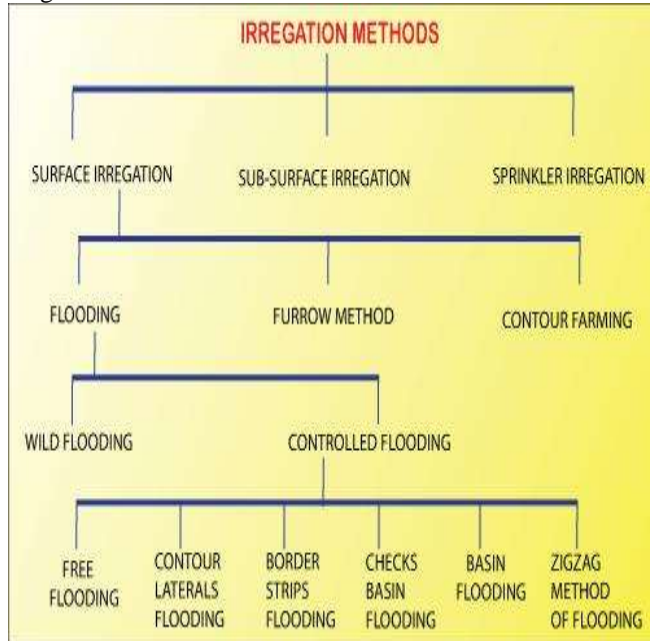 IRREGATION METHODS
SURFACE IRREGATION
SUB-SURFACE IRREGATION
SPRINKLER IRREGATION
FLOODING
FURROW METHOD
CONTOUR FARMING
WILD FLOODING
CONTROLLED FLOODING
FREE
FLOODING
CONTOUR
LATERALS
FLOODING
BORDER
STRIPS
FLOODING
CHECKS
BASIN
FLOODING
BASIN
FLOODING
ZIGZAG
METHOD
OF FLOODING